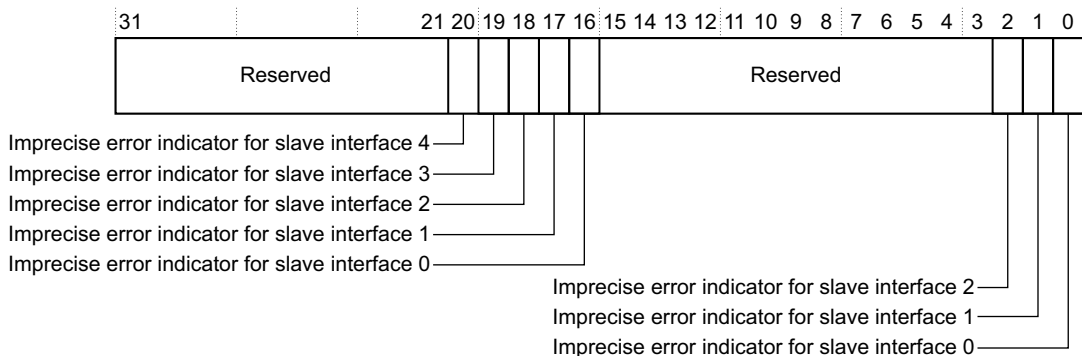 31 21 20 19 18 17 16 15 14 13 12 11 10 9 8 7 6 5 4 3 2 1 0
Reserved Reserved
Imprecise error indicator for slave interface 4
Imprecise error indicator for slave interface 3
Imprecise error indicator for slave interface 2
Imprecise error indicator for slave interface 1
Imprecise error indicator for slave interface 0
Imprecise error indicator for slave interface 2
Imprecise error indicator for slave interface 1
Imprecise error indicator for slave interface 0